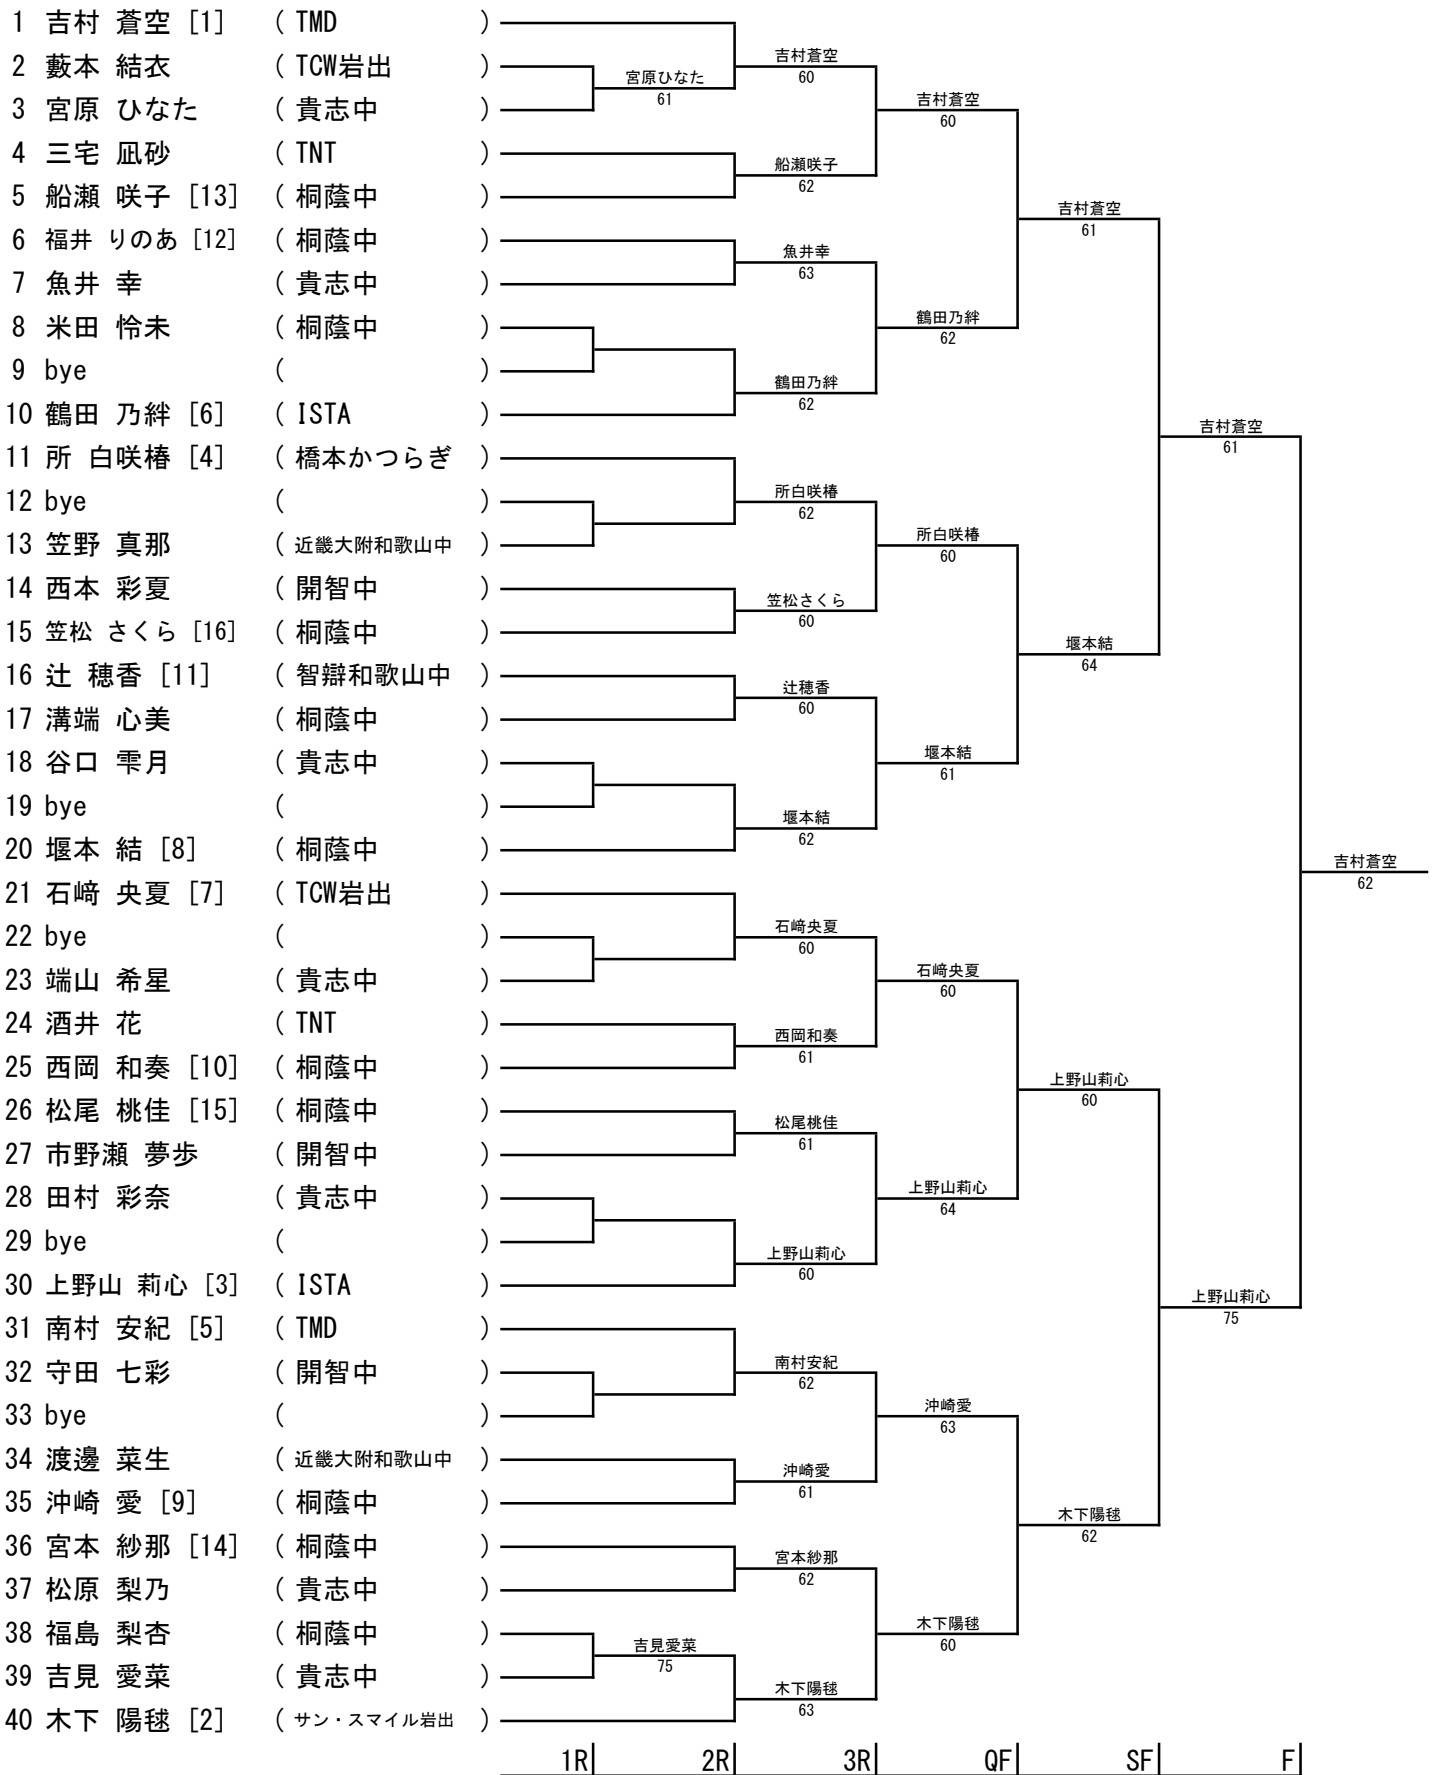 1 吉村 蒼空 [1] ( TMD )
2 藪本 結衣 ( TCW岩出 )
3 宮原 ひなた ( 貴志中 )
4 三宅 凪砂 ( TNT )
5 船瀬 咲子 [13] ( 桐蔭中 )
6 福井 りのあ [12] ( 桐蔭中 )
7 魚井 幸 ( 貴志中 )
8 米田 怜未 ( 桐蔭中 )
9 bye ( )
10 鶴田 乃絆 [6] ( ISTA )
11 所 白咲椿 [4] ( 橋本かつらぎ )
12 bye ( )
13 笠野 真那 ( 近畿大附和歌山中 )
14 西本 彩夏 ( 開智中 )
15 笠松 さくら [16] ( 桐蔭中 )
16 辻 穂香 [11] ( 智辯和歌山中 )
17 溝端 心美 ( 桐蔭中 )
18 谷口 雫月 ( 貴志中 )
19 bye ( )
20 堰本 結 [8] ( 桐蔭中 )
21 石﨑 央夏 [7] ( TCW岩出 )
22 bye ( )
23 端山 希星 ( 貴志中 )
24 酒井 花 ( TNT )
25 西岡 和奏 [10] ( 桐蔭中 )
26 松尾 桃佳 [15] ( 桐蔭中 )
27 市野瀬 夢歩 ( 開智中 )
28 田村 彩奈 ( 貴志中 )
29 bye ( )
30 上野山 莉心 [3] ( ISTA )
31 南村 安紀 [5] ( TMD )
32 守田 七彩 ( 開智中 )
33 bye ( )
34 渡邊 菜生 ( 近畿大附和歌山中 )
35 沖崎 愛 [9] ( 桐蔭中 )
36 宮本 紗那 [14] ( 桐蔭中 )
37 松原 梨乃 ( 貴志中 )
38 福島 梨杏 ( 桐蔭中 )
39 吉見 愛菜 ( 貴志中 )
40 木下 陽毬 [2] ( サン・スマイル岩出 )
宮原ひなた
61
吉見愛菜
75
吉村蒼空
60
船瀬咲子
62
魚井幸
63
鶴田乃絆
62
所白咲椿
62
笠松さくら
60
辻穂香
60
堰本結
62
石﨑央夏
60
西岡和奏
61
松尾桃佳
61
上野山莉心
60
南村安紀
62
沖崎愛
61
宮本紗那
62
木下陽毬
63
吉村蒼空
60
鶴田乃絆
62
所白咲椿
60
堰本結
61
石﨑央夏
60
上野山莉心
64
沖崎愛
63
木下陽毬
60
吉村蒼空
61
堰本結
64
上野山莉心
60
木下陽毬
62
吉村蒼空
61
上野山莉心
75
吉村蒼空
62
1R 2R 3R QF SF F